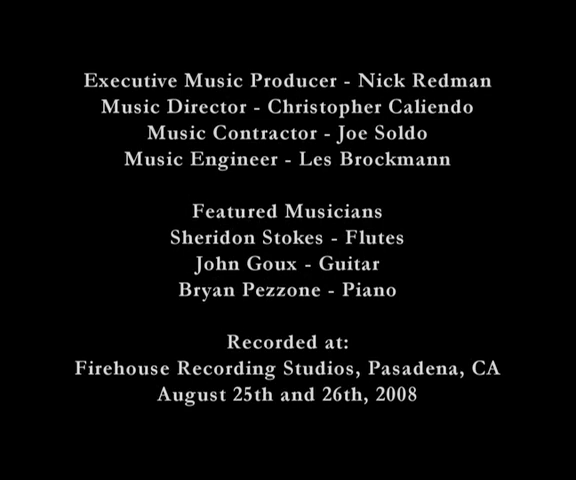 Executive Music Producer - Nick Redman
Music Director - Christopher Caliendo
Music Contractor - Joe Soldo
Music Engineer - Les Brockmann
Featured Musicians
Sheridon Stokes - Flutes
John Goux - Guitar
Bryan Pezzone - Piano
Recorded at:
Firehouse Recording Studios, Pasadena, CA
August 25th and 26th, 2008